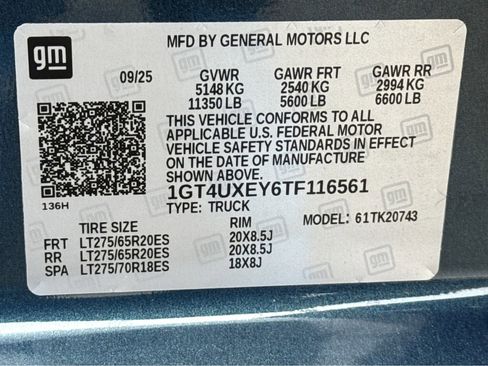 gm
MFD BY GENERAL MOTORS LLC
09/25 GVWR GAWR FRT GAWR RR
5148 KG 2540 KG 2994 KG
11350 LB 5600 LB 6600 LB
THIS VEHICLE CONFORMS TO ALL
APPLICABLE U.S. FEDERAL MOTOR
VEHICLE SAFETY STANDARDS IN EFFECT
ON THE DATE OF MANUFACTURE
SHOWN ABOVE.
1GT4UXEY6TF116561
136H TYPE: TRUCK
TIRE SIZE RIM MODEL: 61TK20743
FRT LT275/65R20ES 20X8.5J
RR LT275/65R20ES 20X8.5J
SPA LT275/70R18ES 18X8J